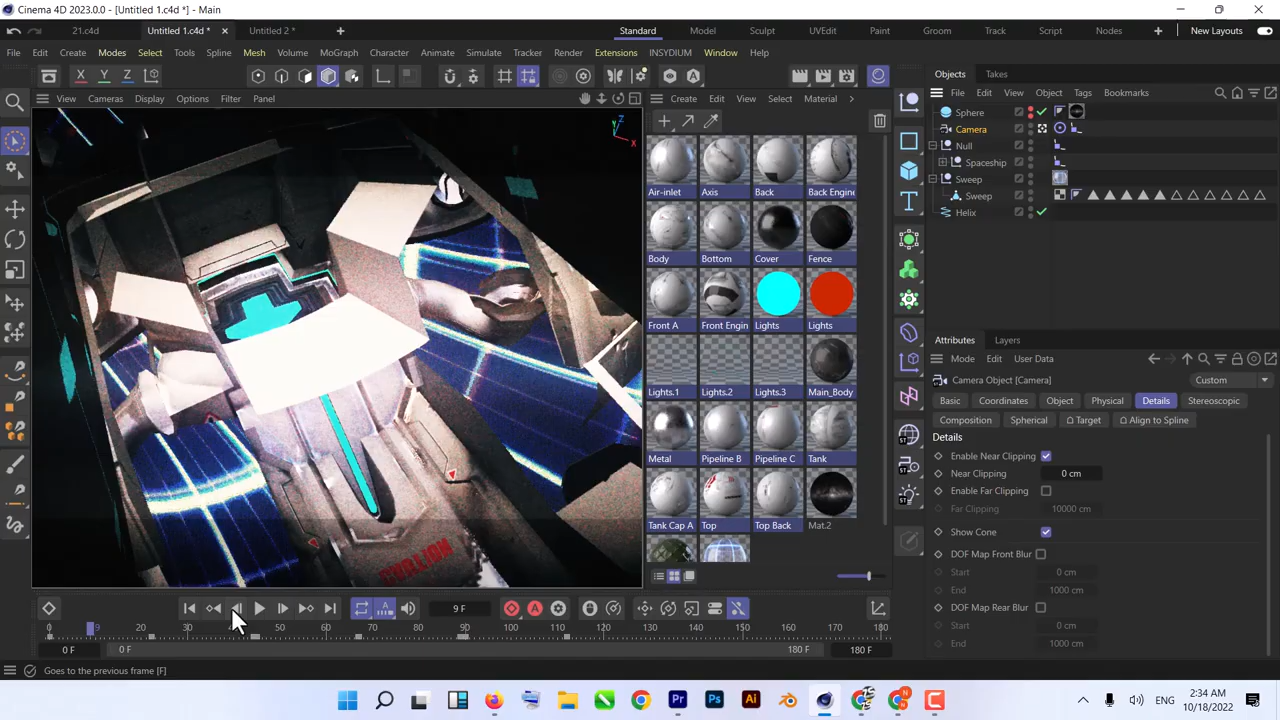 Cinema 4D 2023.0.0 - [Untitled 1.c4d *] - Main
21.c4d
Untitled 1.c4d *
Untitled 2 *
Standard
Model
Sculpt
UVEdit
Paint
Groom
Track
Script
Nodes
New Layouts
File Edit Create Modes Select Tools Spline Mesh Volume MoGraph Character Animate Simulate Tracker Render Extensions INSYDIUM Window Help
X Y Z
View Cameras Display Options Filter Panel
Create Edit View Select Material
Z
X
Air-inlet Axis Back Back Engine
Body Bottom Cover Fence
Front A Front Engin Lights Lights
Lights.1 Lights.2 Lights.3 Main_Body
Metal Pipeline B Pipeline C Tank
Tank Cap A Top Top Back Mat.2
Objects Takes
File Edit View Object Tags Bookmarks
Sphere
Camera
Null
Spaceship
Sweep
Sweep
Helix
Attributes Layers
Mode Edit User Data
Camera Object [Camera]
Custom
Basic Coordinates Object Physical Details Stereoscopic
Composition Spherical Target Align to Spline
Details
Enable Near Clipping
Near Clipping 0 cm
Enable Far Clipping
Far Clipping 10000 cm
Show Cone
DOF Map Front Blur
Start 0 cm
End 1000 cm
DOF Map Rear Blur
Start 0 cm
End 1000 cm
9 F
0 9 20 30 40 50 60 70 80 90 100 110 120 130 140 150 160 170 180
0 F 0 F 180 F 180 F
Goes to the previous frame [F]
ENG
2:34 AM
10/18/2022